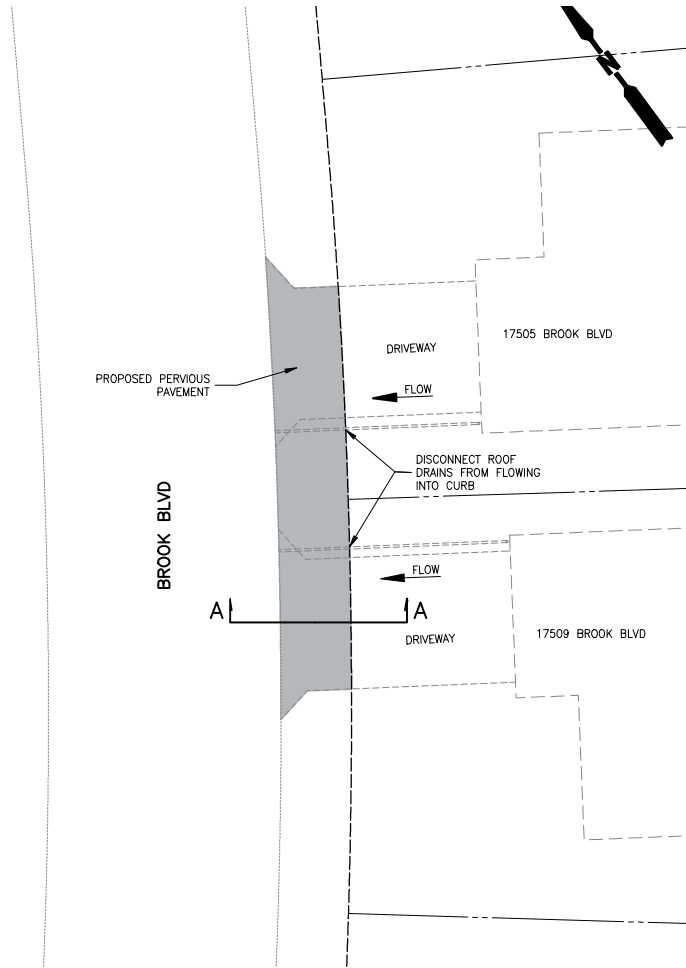 N
17505 BROOK BLVD
DRIVEWAY
PROPOSED PERVIOUS
PAVEMENT
FLOW
DISCONNECT ROOF
DRAINS FROM FLOWING
INTO CURB
BROOK BLVD
FLOW
A A
DRIVEWAY
17509 BROOK BLVD